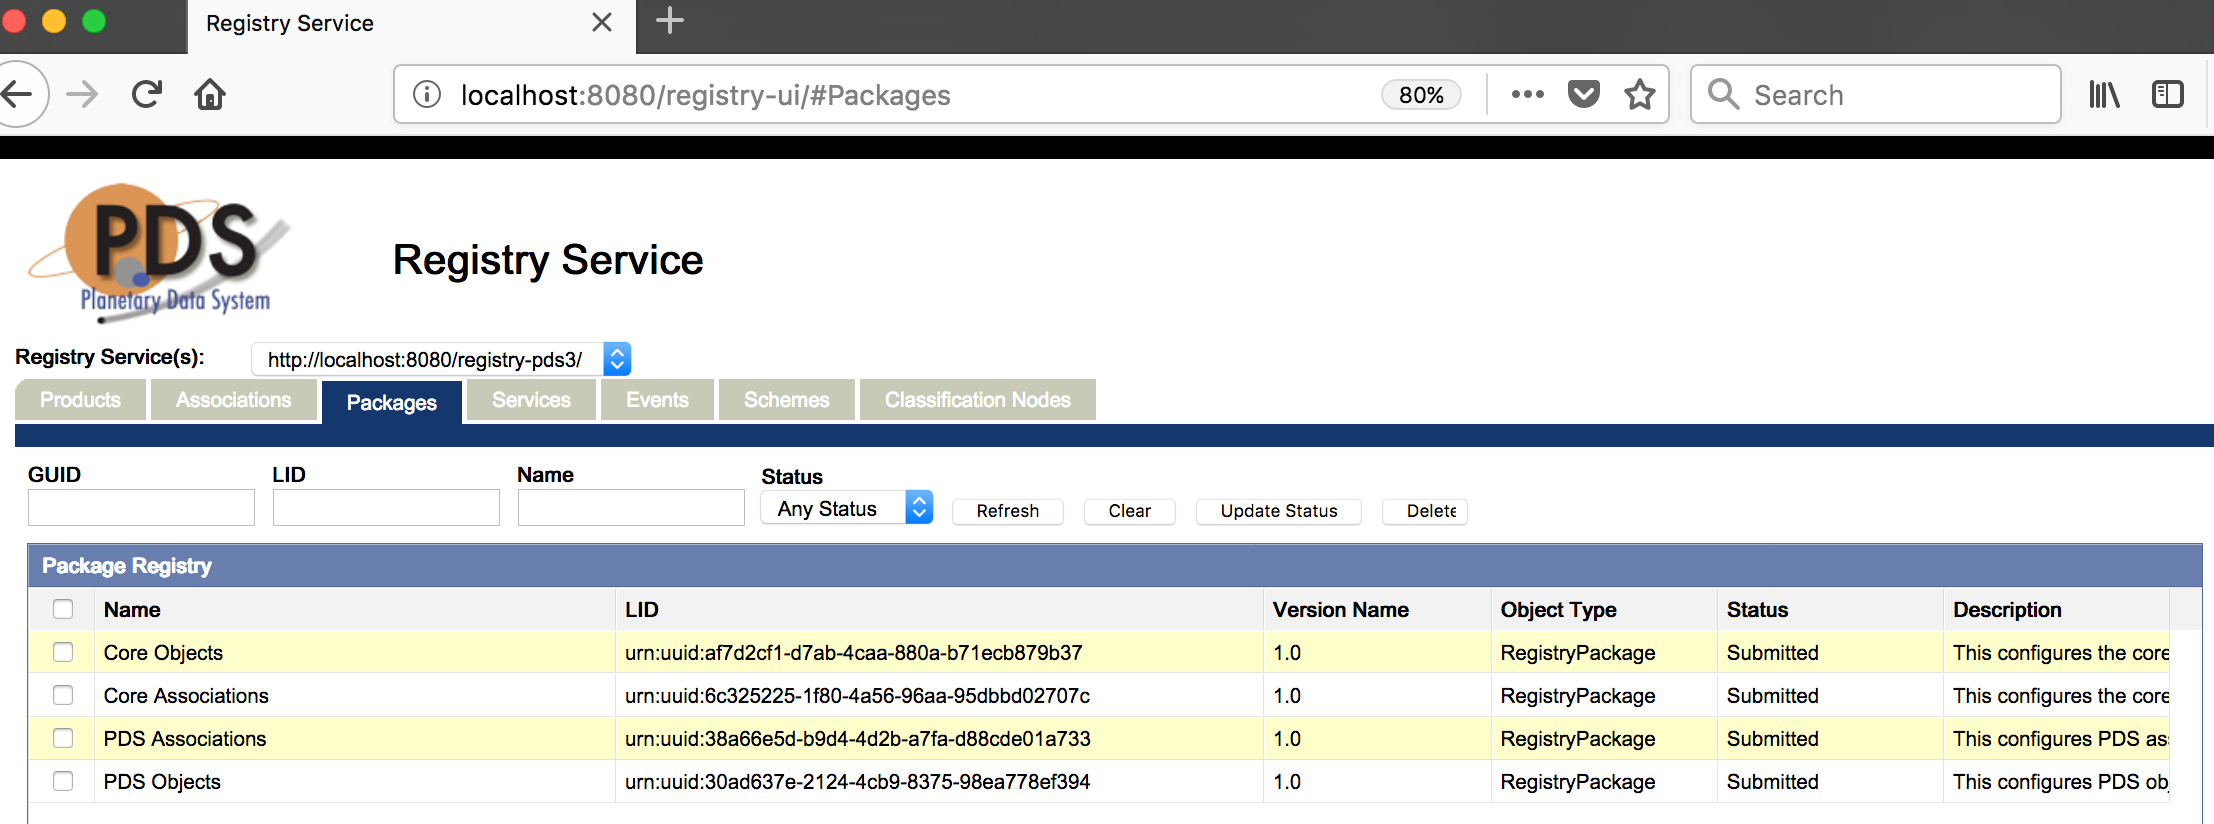 Registry Service
localhost:8080/registry-ui/#Packages
80%
Search
PDS
Planetary Data System
Registry Service
Registry Service(s):
http://localhost:8080/registry-pds3/
Products
Associations
Packages
Services
Events
Schemes
Classification Nodes
GUID
LID
Name
Status
Any Status
Refresh
Clear
Update Status
Delete
Package Registry
Name LID Version Name Object Type Status Description
Core Objects urn:uuid:af7d2cf1-d7ab-4caa-880a-b71ecb879b37 1.0 RegistryPackage Submitted This configures the core
Core Associations urn:uuid:6c325225-1f80-4a56-96aa-95dbbd02707c 1.0 RegistryPackage Submitted This configures the core
PDS Associations urn:uuid:38a66e5d-b9d4-4d2b-a7fa-d88cde01a733 1.0 RegistryPackage Submitted This configures PDS as
PDS Objects urn:uuid:30ad637e-2124-4cb9-8375-98ea778ef394 1.0 RegistryPackage Submitted This configures PDS ob